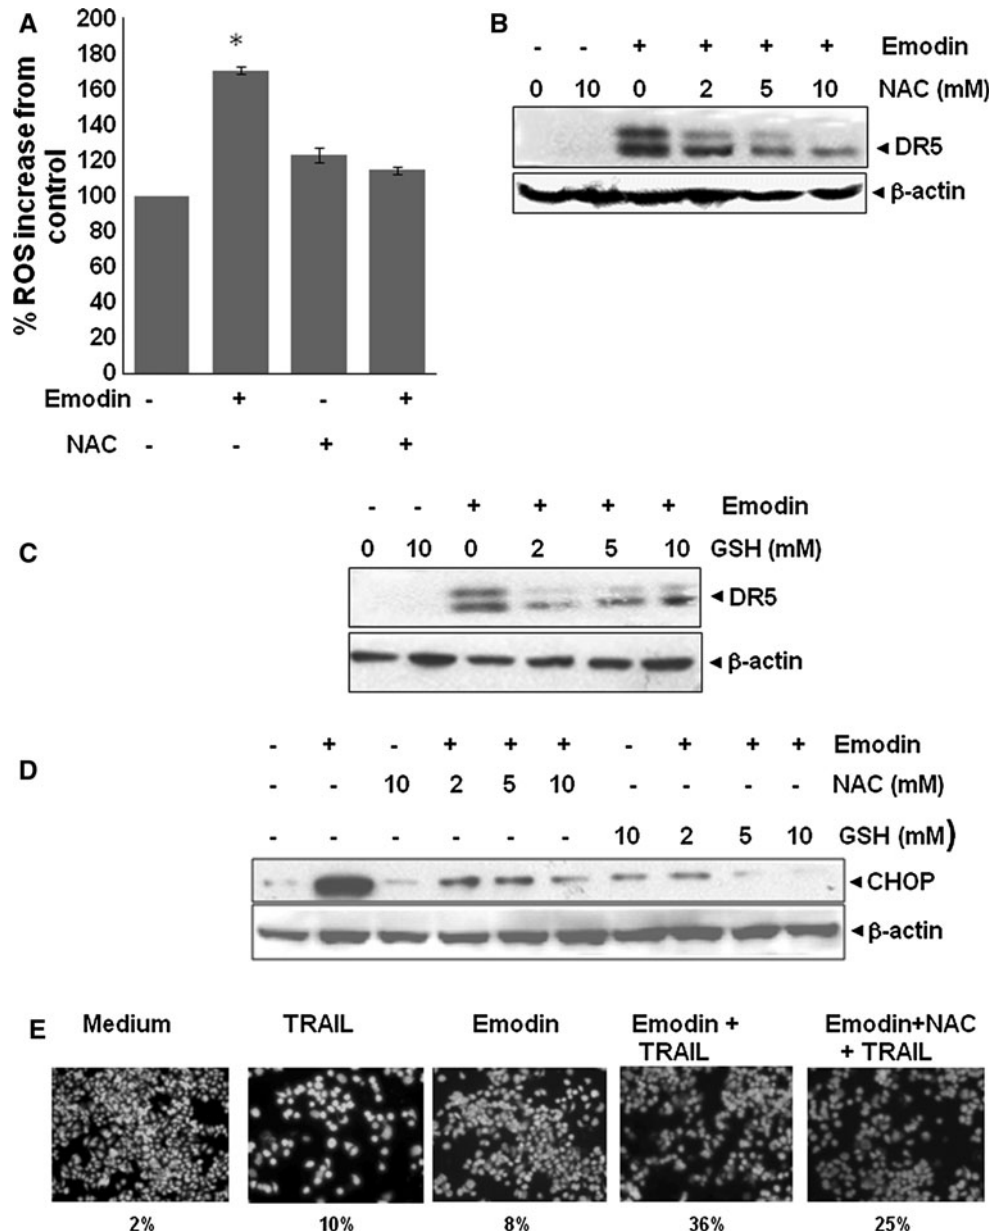 A
200
180
160
140
120
100
80
60
40
20
0
% ROS increase from
control
*
Emodin - + - +
NAC - - + +
B
- - + + + + Emodin
0 10 0 2 5 10 NAC (mM)
◄ DR5
◄ β-actin
C
- - + + + + Emodin
0 10 0 2 5 10 GSH (mM)
◄ DR5
◄ β-actin
D
- + - + + + - + + + Emodin
- - 10 2 5 10 - - - - NAC (mM)
- - - - - - 10 2 5 10 GSH (mM)
◄ CHOP
◄ β-actin
E
Medium TRAIL Emodin Emodin + Emodin+NAC
TRAIL + TRAIL
2% 10% 8% 36% 25%